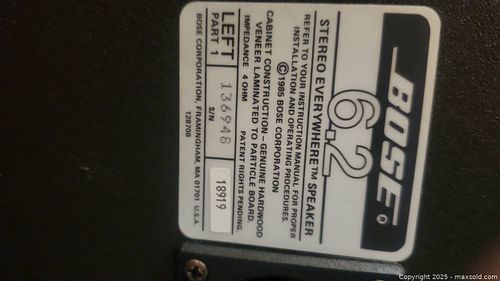 BOSE®
6.2
STEREO EVERYWHERE™ SPEAKER
REFER TO YOUR INSTRUCTION MANUAL FOR PROPER
INSTALLATION AND OPERATING PROCEDURES.
©1985 BOSE CORPORATION
CABINET CONSTRUCTION - GENUINE HARDWOOD
VENEER LAMINATED TO PARTICLE BOARD.
IMPEDANCE 4 OHM PATENT RIGHTS PENDING
LEFT 136948 18919
PART 1 S/N
BOSE CORPORATION, FRAMINGHAM, MA 01701 U.S.A.
128708
Copyright © 2025 - maxsold.com